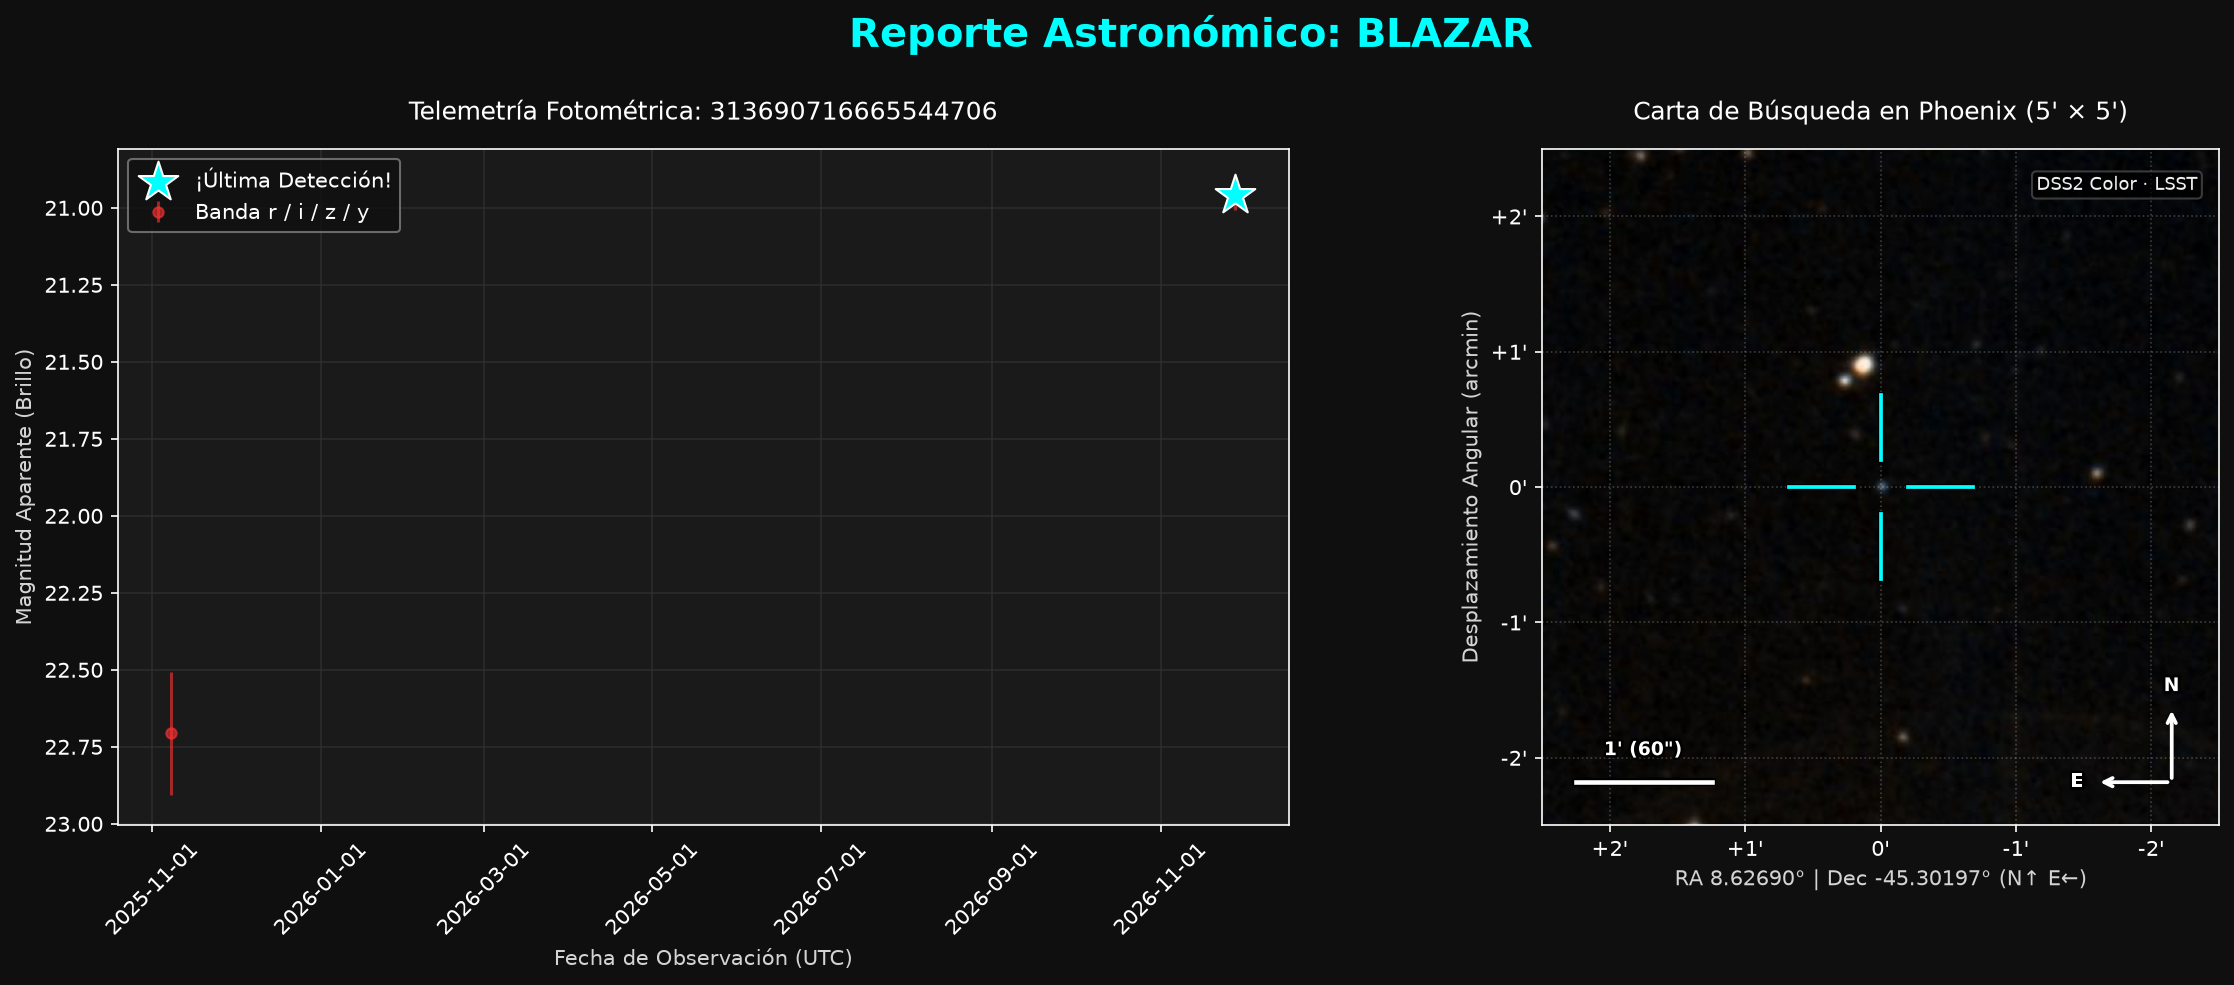 Reporte Astronómico: BLAZAR
Telemetría Fotométrica: 313690716665544706
¡Última Detección!
Banda r / i / z / y
Magnitud Aparente (Brillo)
21.00
21.25
21.50
21.75
22.00
22.25
22.50
22.75
23.00
2025-11-01
2026-01-01
2026-03-01
2026-05-01
2026-07-01
2026-09-01
2026-11-01
Fecha de Observación (UTC)
Carta de Búsqueda en Phoenix (5' × 5')
DSS2 Color · LSST
Desplazamiento Angular (arcmin)
+2'
+1'
0'
-1'
-2'
N
E
1' (60")
+2'
+1'
0'
-1'
-2'
RA 8.62690° | Dec -45.30197° (N↑ E←)